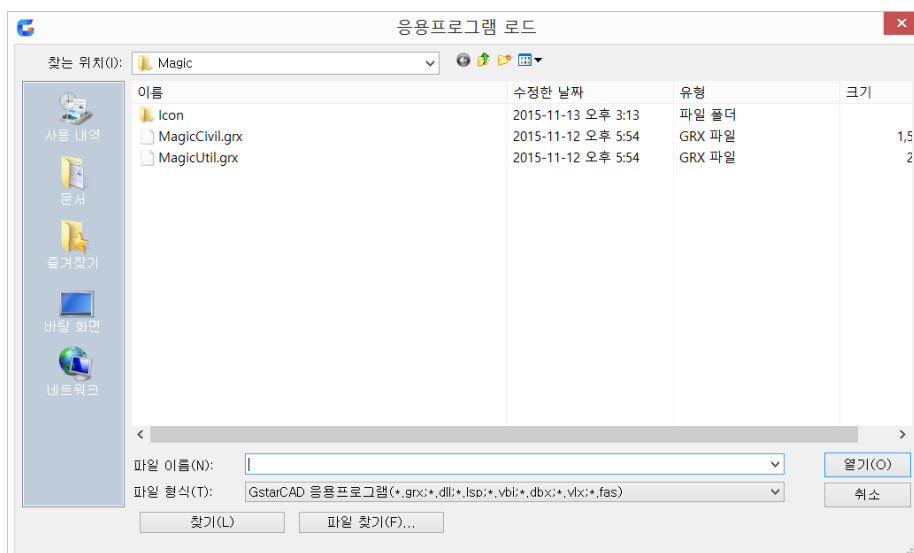 응용프로그램 로드
찾는 위치(I): Magic
이름 수정한 날짜 유형 크기
Icon 2015-11-13 오후 3:13 파일 폴더
MagicCivil.grx 2015-11-12 오후 5:54 GRX 파일 1,5
MagicUtil.grx 2015-11-12 오후 5:54 GRX 파일 2
사용 내역
문서
즐겨찾기
바탕 화면
네트워크
파일 이름(N): 열기(O)
파일 형식(T): GstarCAD 응용프로그램(*.grx;*.dll;*.lsp;*.vbi;*.dbx;*.vlx;*.fas) 취소
찾기(L) 파일 찾기(F)...